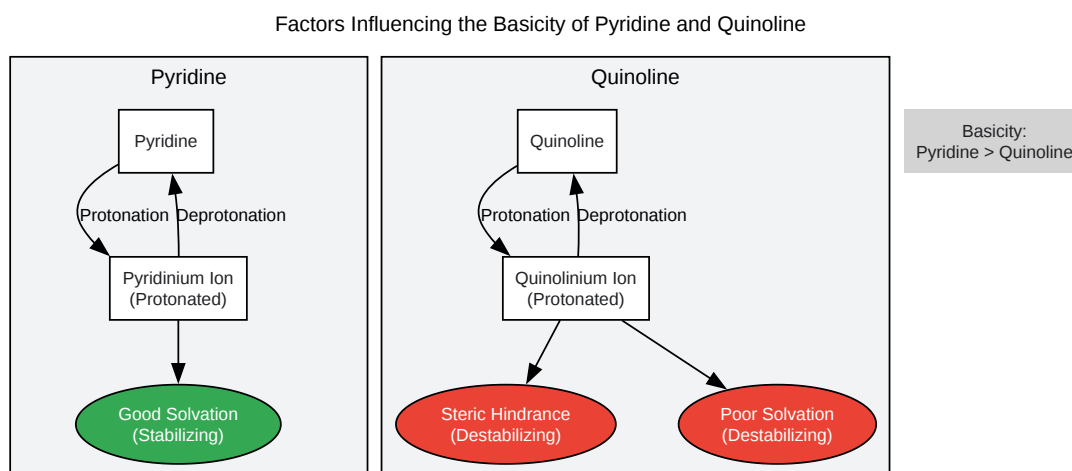 Factors Influencing the Basicity of Pyridine and Quinoline
Pyridine
Pyridine
Protonation
Deprotonation
Pyridinium Ion
(Protonated)
Good Solvation
(Stabilizing)
Quinoline
Quinoline
Protonation
Deprotonation
Quinolinium Ion
(Protonated)
Steric Hindrance
(Destabilizing)
Poor Solvation
(Destabilizing)
Basicity:
Pyridine > Quinoline